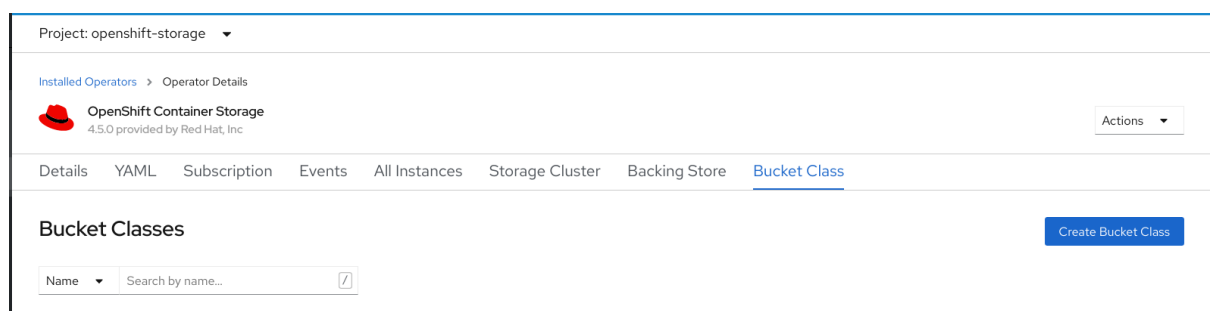 Project: openshift-storage
Installed Operators > Operator Details
OpenShift Container Storage
4.5.0 provided by Red Hat, Inc
Actions
Details YAML Subscription Events All Instances Storage Cluster Backing Store Bucket Class
Bucket Classes
Create Bucket Class
Name Search by name... /